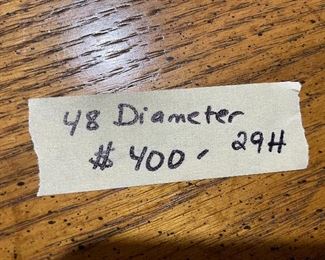 48 Diameter
$ 400- 29H